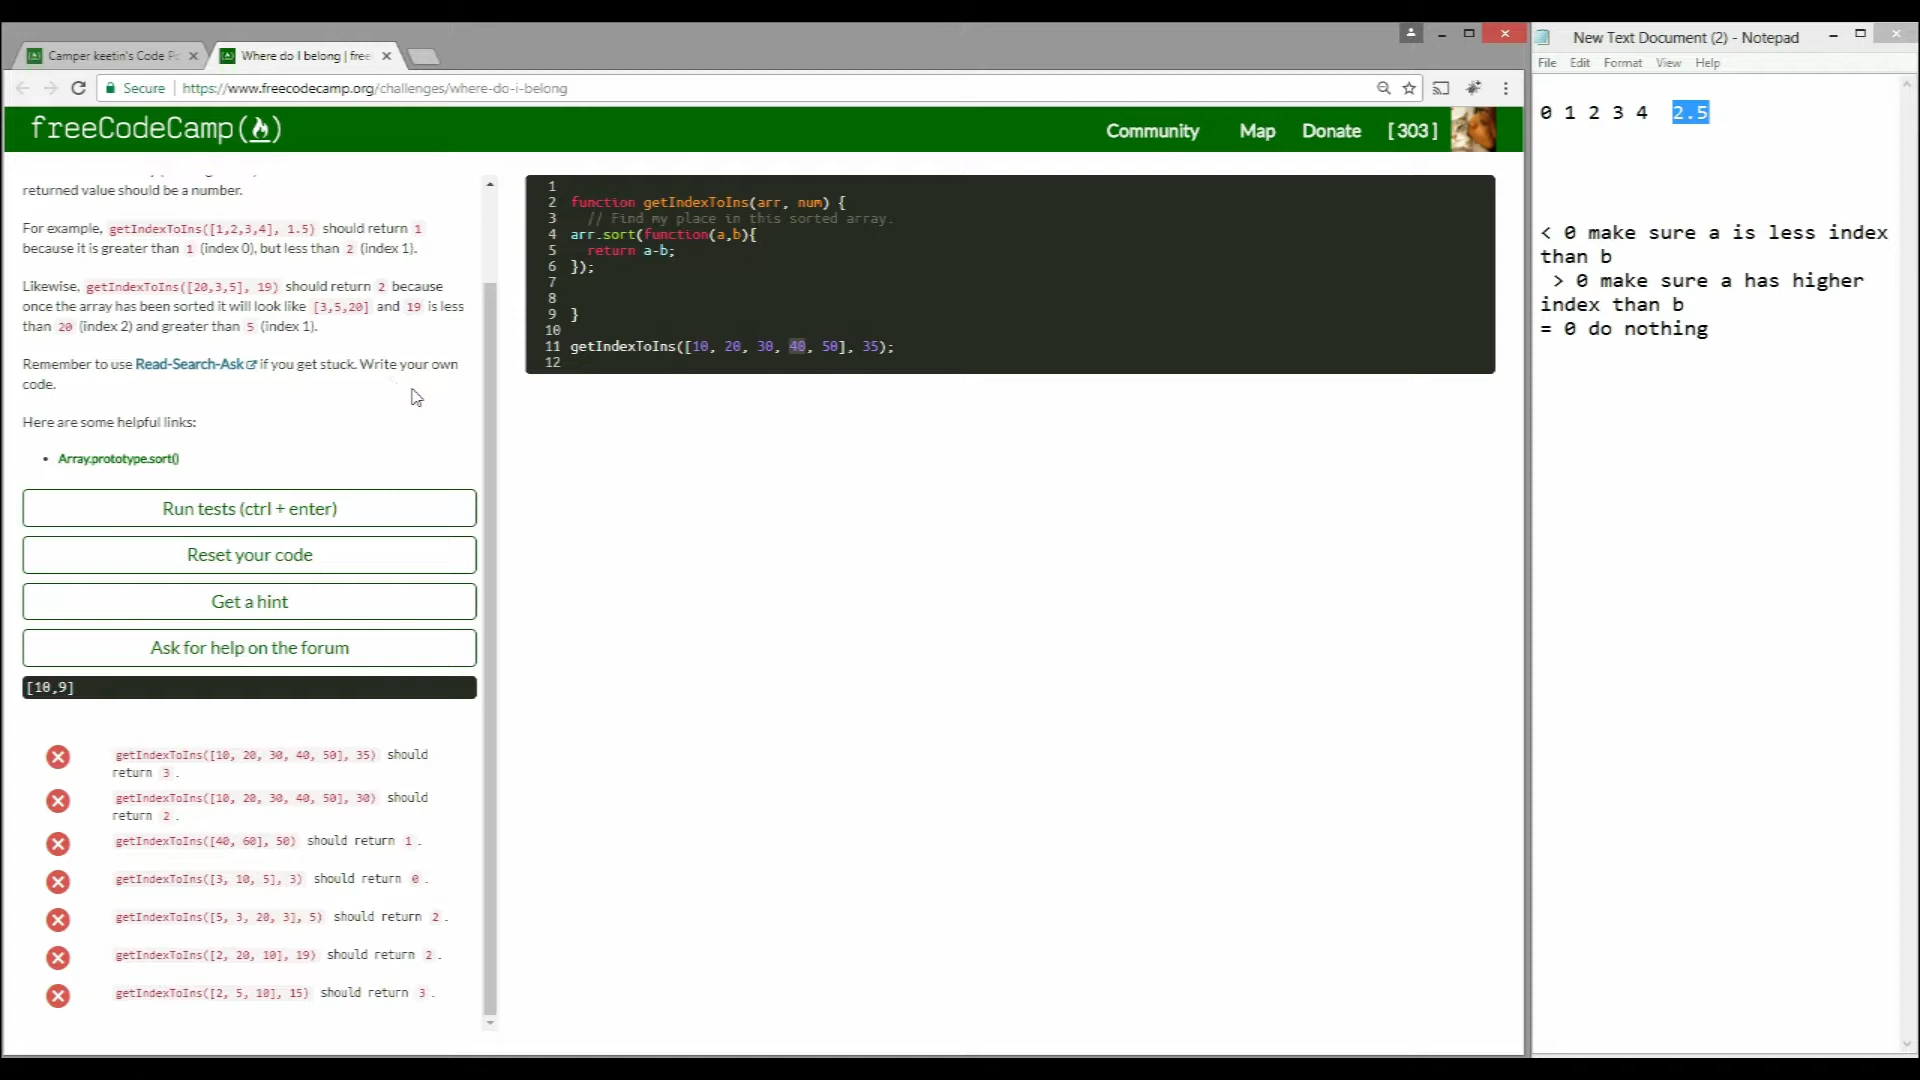 Camper keetin's Code Po
Where do I belong | free
Secure
https://www.freecodecamp.org/challenges/where-do-i-belong
freeCodeCamp
Community
Map
Donate
[ 303 ]
returned value should be a number.
For example, getIndexToIns([1,2,3,4], 1.5) should return 1
because it is greater than 1 (index 0), but less than 2 (index 1).
Likewise, getIndexToIns([20,3,5], 19) should return 2 because
once the array has been sorted it will look like [3,5,20] and 19 is less
than 20 (index 2) and greater than 5 (index 1).
Remember to use Read-Search-Ask if you get stuck. Write your own
code.
Here are some helpful links:
• Array.prototype.sort()
Run tests (ctrl + enter)
Reset your code
Get a hint
Ask for help on the forum
[10,9]
getIndexToIns([10, 20, 30, 40, 50], 35) should
return 3 .
getIndexToIns([10, 20, 30, 40, 50], 30) should
return 2 .
getIndexToIns([40, 60], 50) should return 1 .
getIndexToIns([3, 10, 5], 3) should return 0 .
getIndexToIns([5, 3, 20, 3], 5) should return 2 .
getIndexToIns([2, 20, 10], 19) should return 2 .
getIndexToIns([2, 5, 10], 15) should return 3 .
1
2 function getIndexToIns(arr, num) {
3 // Find my place in this sorted array.
4 arr.sort(function(a,b){
5 return a-b;
6 });
7
8
9 }
10
11 getIndexToIns([10, 20, 30, 40, 50], 35);
12
New Text Document (2) - Notepad
File Edit Format View Help
0 1 2 3 4 2.5
< 0 make sure a is less index
than b
> 0 make sure a has higher
index than b
= 0 do nothing